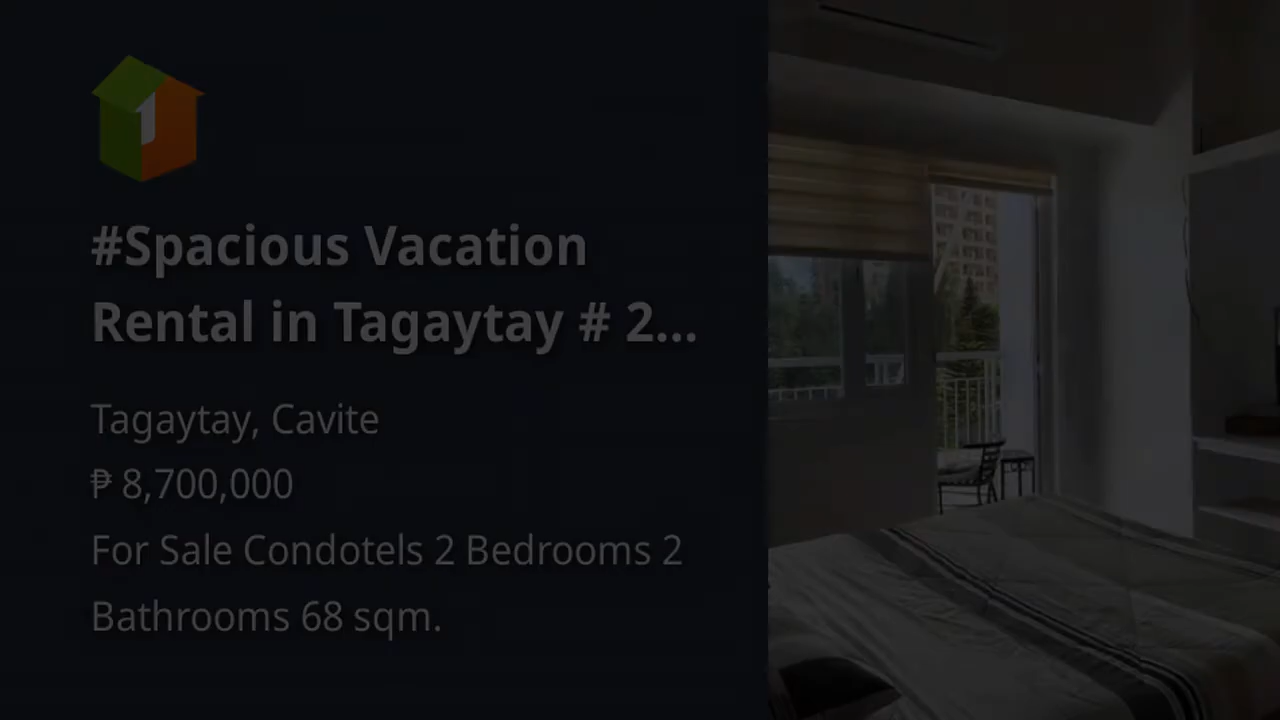 #Spacious Vacation
Rental in Tagaytay # 2...
Tagaytay, Cavite
₱ 8,700,000
For Sale Condotels 2 Bedrooms 2
Bathrooms 68 sqm.